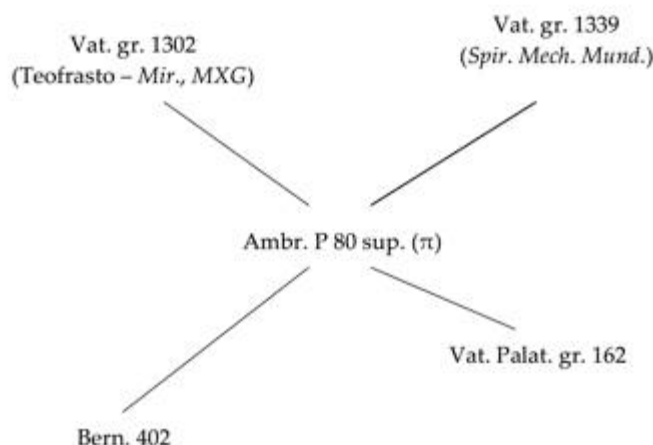 Vat. gr. 1302
(Teofrasto – Mir., MXG)
Vat. gr. 1339
(Spir. Mech. Mund.)
Ambr. P 80 sup. (π)
Vat. Palat. gr. 162
Bern. 402